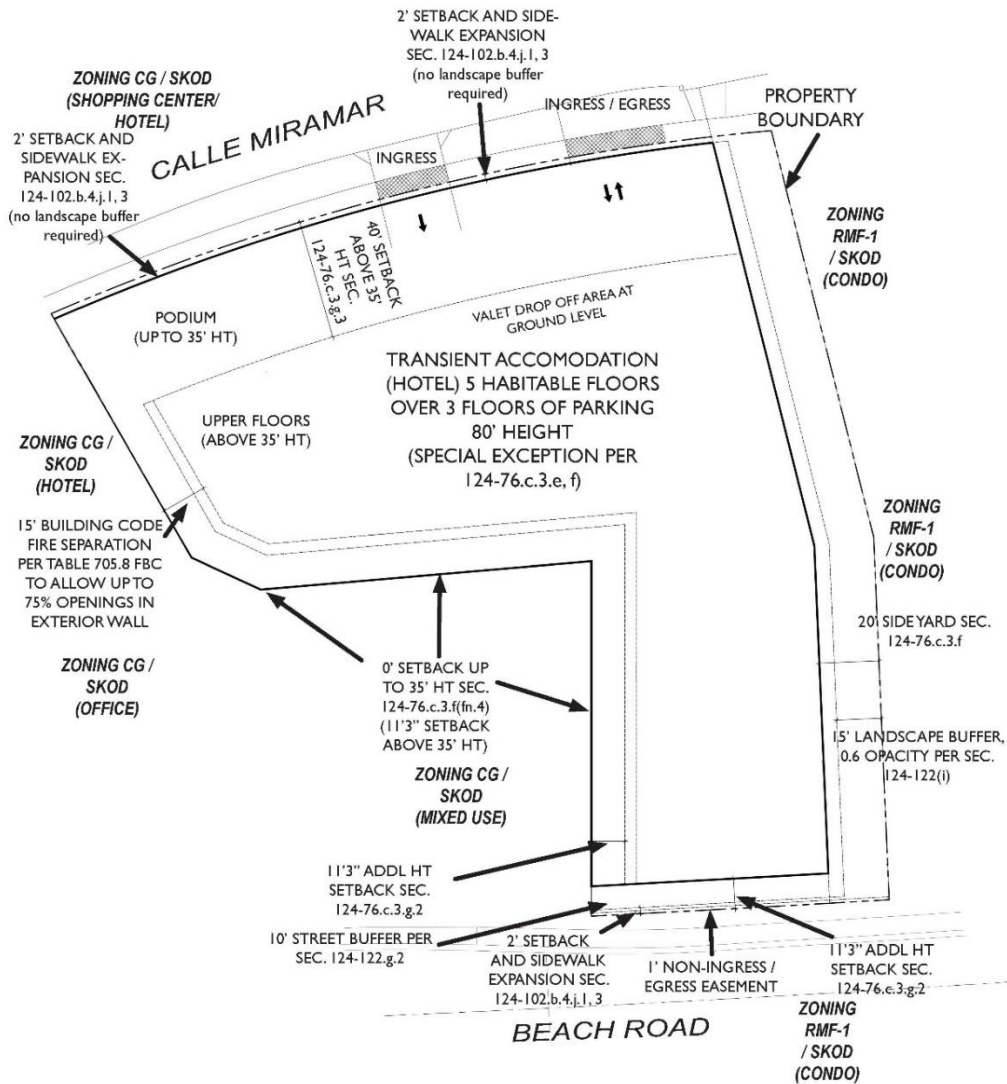 2' SETBACK AND SIDE-
WALK EXPANSION
SEC. 124-102.b.4.j.1, 3
(no landscape buffer
required)
ZONING CG / SKOD
(SHOPPING CENTER/
HOTEL)
2' SETBACK AND
SIDEWALK EX-
PANSION SEC.
124-102.b.4.j.1, 3
(no landscape buffer
required)
CALLE MIRAMAR
INGRESS
INGRESS / EGRESS
PROPERTY
BOUNDARY
ZONING
RMF-1
/ SKOD
(CONDO)
40' SETBACK
ABOVE 35'
HT SEC.
124-76.c.3.g.3
PODIUM
(UP TO 35' HT)
VALET DROP OFF AREA AT
GROUND LEVEL
TRANSIENT ACCOMODATION
(HOTEL) 5 HABITABLE FLOORS
OVER 3 FLOORS OF PARKING
80' HEIGHT
(SPECIAL EXCEPTION PER
124-76.c.3.e, f)
UPPER FLOORS
(ABOVE 35' HT)
ZONING CG /
SKOD
(HOTEL)
15' BUILDING CODE
FIRE SEPARATION
PER TABLE 705.8 FBC
TO ALLOW UP TO
75% OPENINGS IN
EXTERIOR WALL
ZONING
RMF-1
/ SKOD
(CONDO)
ZONING CG /
SKOD
(OFFICE)
0' SETBACK UP
TO 35' HT SEC.
124-76.c.3.f(fn.4)
(11'3" SETBACK
ABOVE 35' HT)
20' SIDE YARD SEC.
124-76.c.3.f
15' LANDSCAPE BUFFER,
0.6 OPACITY PER SEC.
124-122(i)
ZONING CG /
SKOD
(MIXED USE)
11'3" ADDL HT
SETBACK SEC.
124-76.c.3.g.2
10' STREET BUFFER PER
SEC. 124-122.g.2
2' SETBACK
AND SIDEWALK
EXPANSION SEC.
124-102.b.4.j.1, 3
1' NON-INGRESS /
EGRESS EASEMENT
11'3" ADDL HT
SETBACK SEC.
124-76.c.3.g.2
BEACH ROAD
ZONING
RMF-1
/ SKOD
(CONDO)